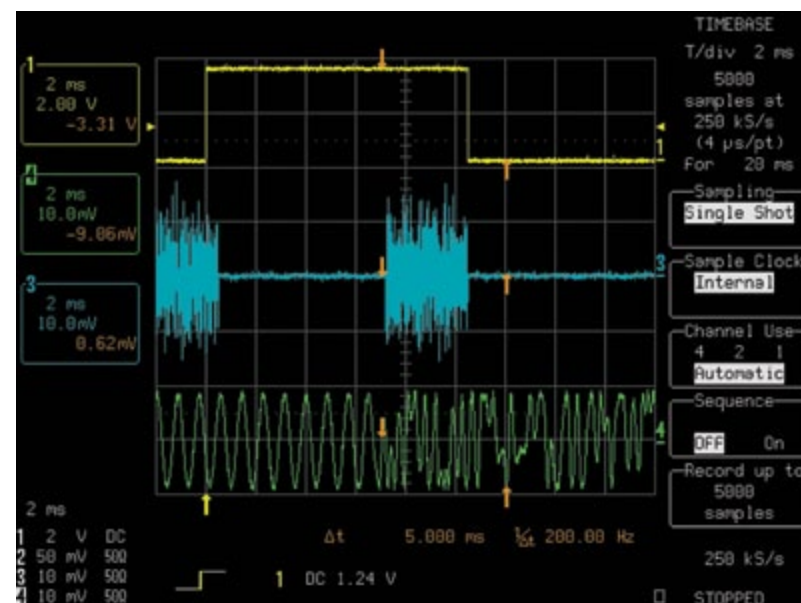 TIMEBASE
T/div 2 ms
5000
samples at
250 kS/s
(4 µs/pt)
For 20 ms
Sampling
Single Shot
Sample Clock
Internal
Channel Use
4 2 1
Automatic
Sequence
OFF On
Record up to
5000
samples
250 kS/s
STOPPED
1
2 ms
2.00 V
-3.31 V
4
2 ms
10.0mV
-9.06mV
3
2 ms
10.0mV
0.62mV
1
3
4
2 ms
1 2 V DC
2 50 mV 50Ω
3 10 mV 50Ω
4 10 mV 50Ω
Δt 5.000 ms 1/Δt 200.00 Hz
1 DC 1.24 V